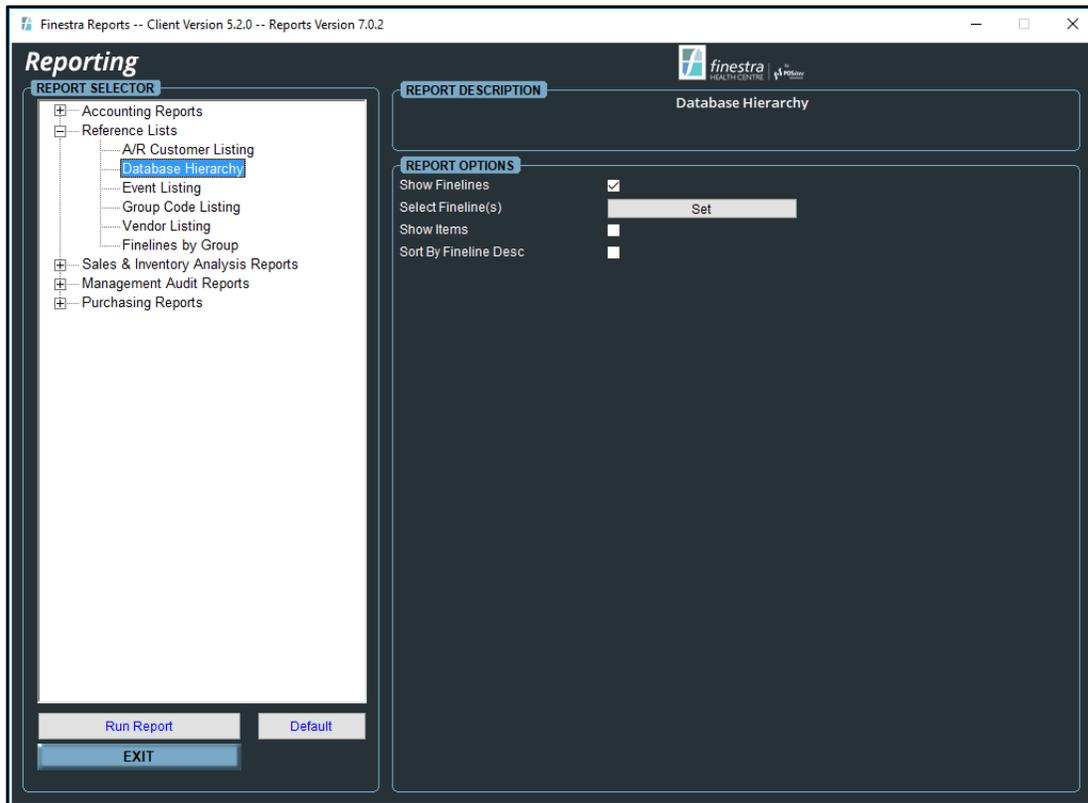 Finestra Reports -- Client Version 5.2.0 -- Reports Version 7.0.2
Reporting
finestra
HEALTH CENTRE
by
POSitec
REPORT SELECTOR
Accounting Reports
Reference Lists
A/R Customer Listing
Database Hierarchy
Event Listing
Group Code Listing
Vendor Listing
Finelines by Group
Sales & Inventory Analysis Reports
Management Audit Reports
Purchasing Reports
Run Report
Default
EXIT
REPORT DESCRIPTION
Database Hierarchy
REPORT OPTIONS
Show Finelines
Select Fineline(s)
Set
Show Items
Sort By Fineline Desc